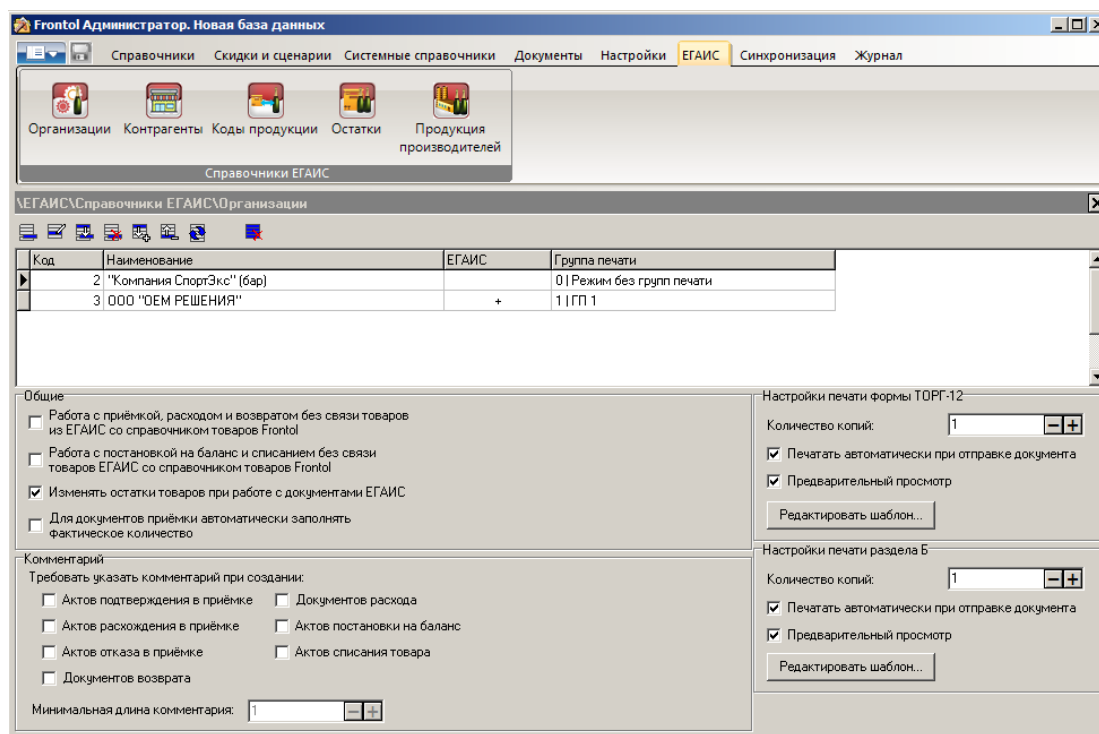 Frontol Администратор. Новая база данных
Справочники Скидки и сценарии Системные справочники Документы Настройки ЕГАИС Синхронизация Журнал
Организации Контрагенты Коды продукции Остатки Продукция производителей
Справочники ЕГАИС
\ЕГАИС\Справочники ЕГАИС\Организации
Код Наименование ЕГАИС Группа печати
2 "Компания СпортЭкс" (бар) 0 | Режим без групп печати
3 ООО "ОЕМ РЕШЕНИЯ" + 1 | ГП 1
Общие
Работа с приёмкой, расходом и возвратом без связи товаров
из ЕГАИС со справочником товаров Frontol
Работа с постановкой на баланс и списанием без связи
товаров ЕГАИС со справочником товаров Frontol
Изменять остатки товаров при работе с документами ЕГАИС
Для документов приёмки автоматически заполнять
фактическое количество
Комментарий
Требовать указать комментарий при создании:
Актов подтверждения в приёмке Документов расхода
Актов расхождения в приёмке Актов постановки на баланс
Актов отказа в приёмке Актов списания товара
Документов возврата
Минимальная длина комментария: 1
Настройки печати формы ТОРГ-12
Количество копий: 1
Печатать автоматически при отправке документа
Предварительный просмотр
Редактировать шаблон...
Настройки печати раздела Б
Количество копий: 1
Печатать автоматически при отправке документа
Предварительный просмотр
Редактировать шаблон...